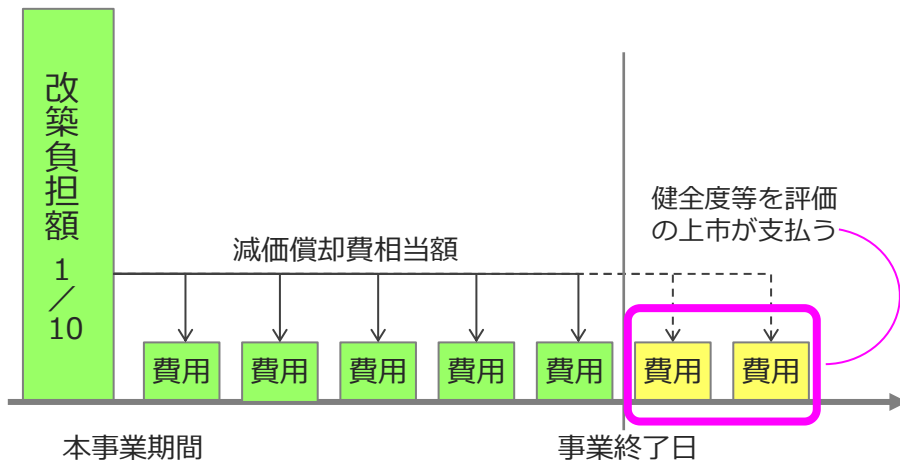 改築負担額 1／10
健全度等を評価
の上市が支払う
減価償却費相当額
費用 費用 費用 費用 費用 費用 費用
本事業期間 事業終了日